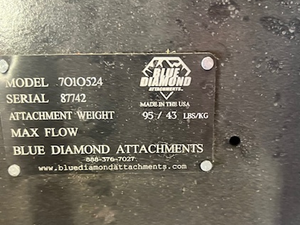 BLUE
DIAMOND
ATTACHMENTS
MADE IN THE USA
MODEL 7010524
SERIAL 87742
ATTACHMENT WEIGHT 95 / 43 LBS/KG
MAX FLOW
BLUE DIAMOND ATTACHMENTS
888-376-7027
www.bluediamondattachments.com